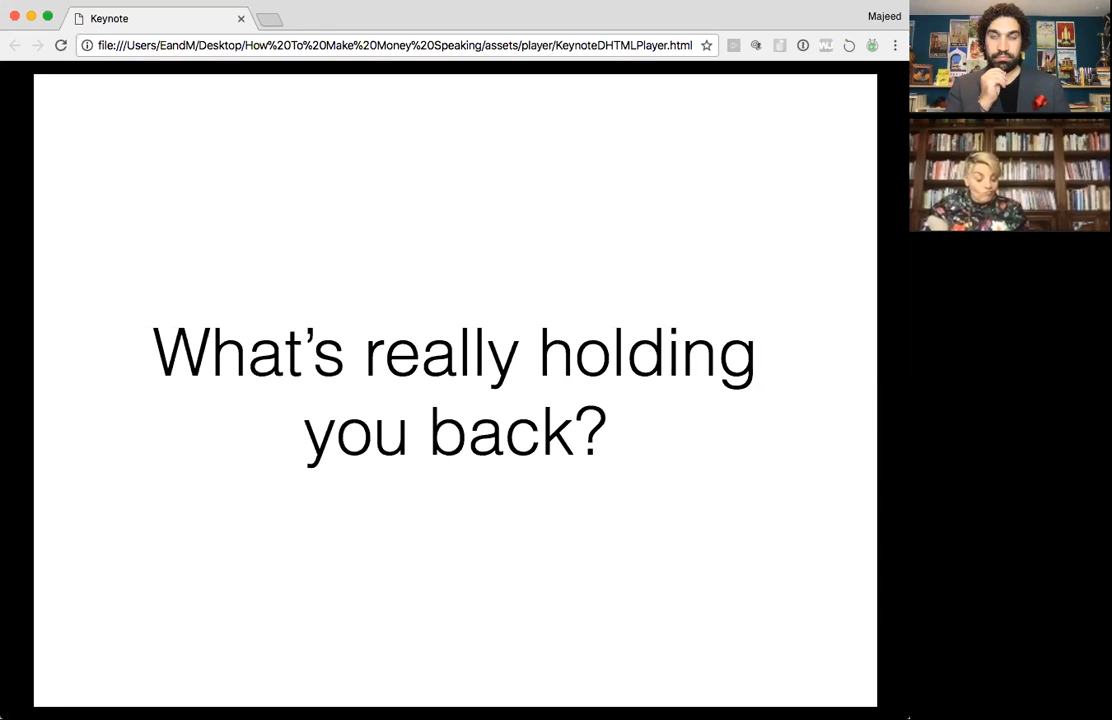 Keynote
Majeed
file:///Users/EandM/Desktop/How%20To%20Make%20Money%20Speaking/assets/player/KeynoteDHTMLPlayer.html
What’s really holding
you back?